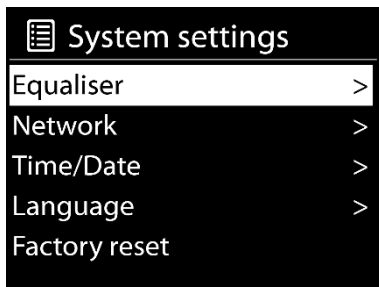 System settings
Equaliser >
Network >
Time/Date >
Language >
Factory reset